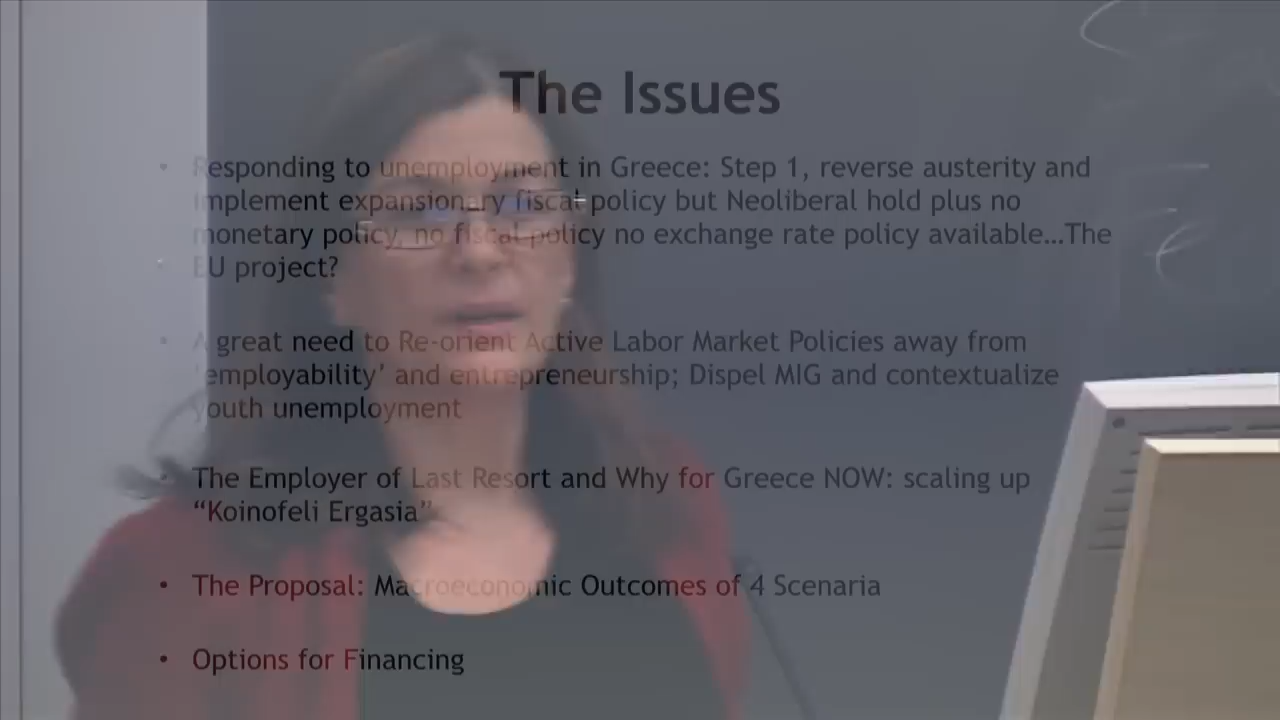 The Issues
• Responding to unemployment in Greece: Step 1, reverse austerity and
implement expansionary fiscal policy but Neoliberal hold plus no
monetary policy, no fiscal policy no exchange rate policy available…The
• EU project?
• A great need to Re-orient Active Labor Market Policies away from
'employability' and entrepreneurship; Dispel MIG and contextualize
youth unemployment
• The Employer of Last Resort and Why for Greece NOW: scaling up
“Koinofeli Ergasia”
• The Proposal: Macroeconomic Outcomes of 4 Scenaria
• Options for Financing